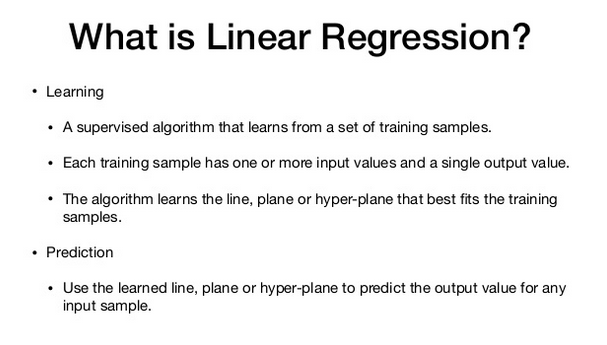 What is Linear Regression?
• Learning
• A supervised algorithm that learns from a set of training samples.
• Each training sample has one or more input values and a single output value.
• The algorithm learns the line, plane or hyper-plane that best fits the training
samples.
• Prediction
• Use the learned line, plane or hyper-plane to predict the output value for any
input sample.